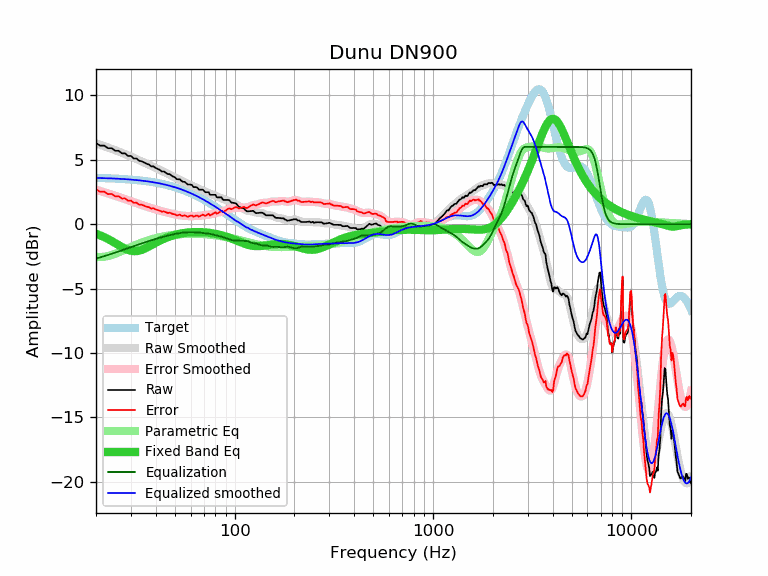 Dunu DN900
Amplitude (dBr)
10
5
0
−5
−10
−15
−20
Target
Raw Smoothed
Error Smoothed
Raw
Error
Parametric Eq
Fixed Band Eq
Equalization
Equalized smoothed
100 1000 10000
Frequency (Hz)